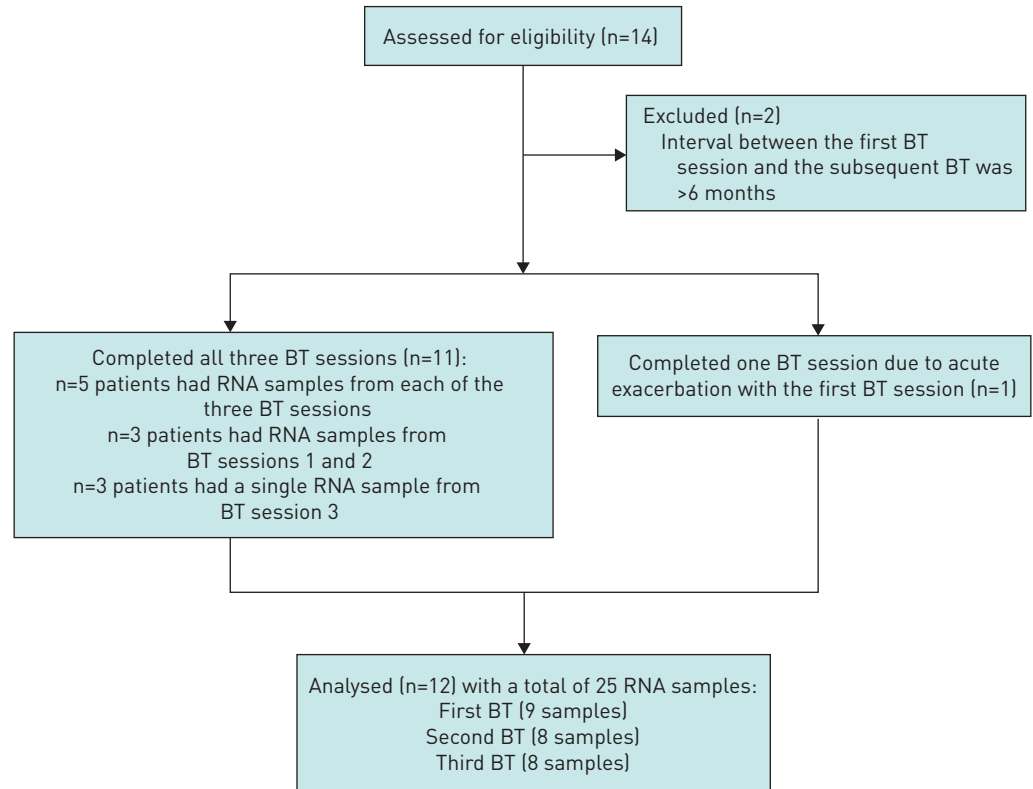 Assessed for eligibility (n=14)
Excluded (n=2)
Interval between the first BT
session and the subsequent BT was
>6 months
Completed all three BT sessions (n=11):
n=5 patients had RNA samples from each of the
three BT sessions
n=3 patients had RNA samples from
BT sessions 1 and 2
n=3 patients had a single RNA sample from
BT session 3
Completed one BT session due to acute
exacerbation with the first BT session (n=1)
Analysed (n=12) with a total of 25 RNA samples:
First BT (9 samples)
Second BT (8 samples)
Third BT (8 samples)